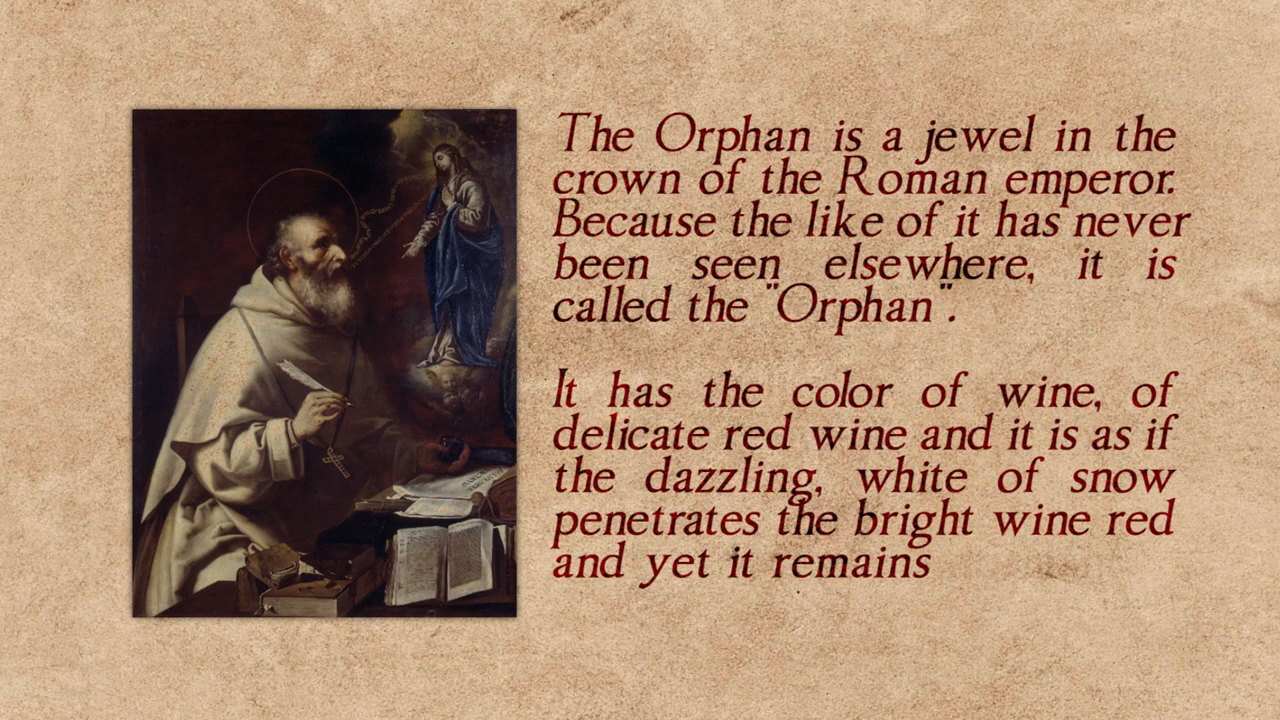 The Orphan is a jewel in the
crown of the Roman emperor.
Because the like of it has never
been seen elsewhere, it is
called the "Orphan".
It has the color of wine, of
delicate red wine and it is as if
the dazzling, white of snow
penetrates the bright wine red
and yet it remains